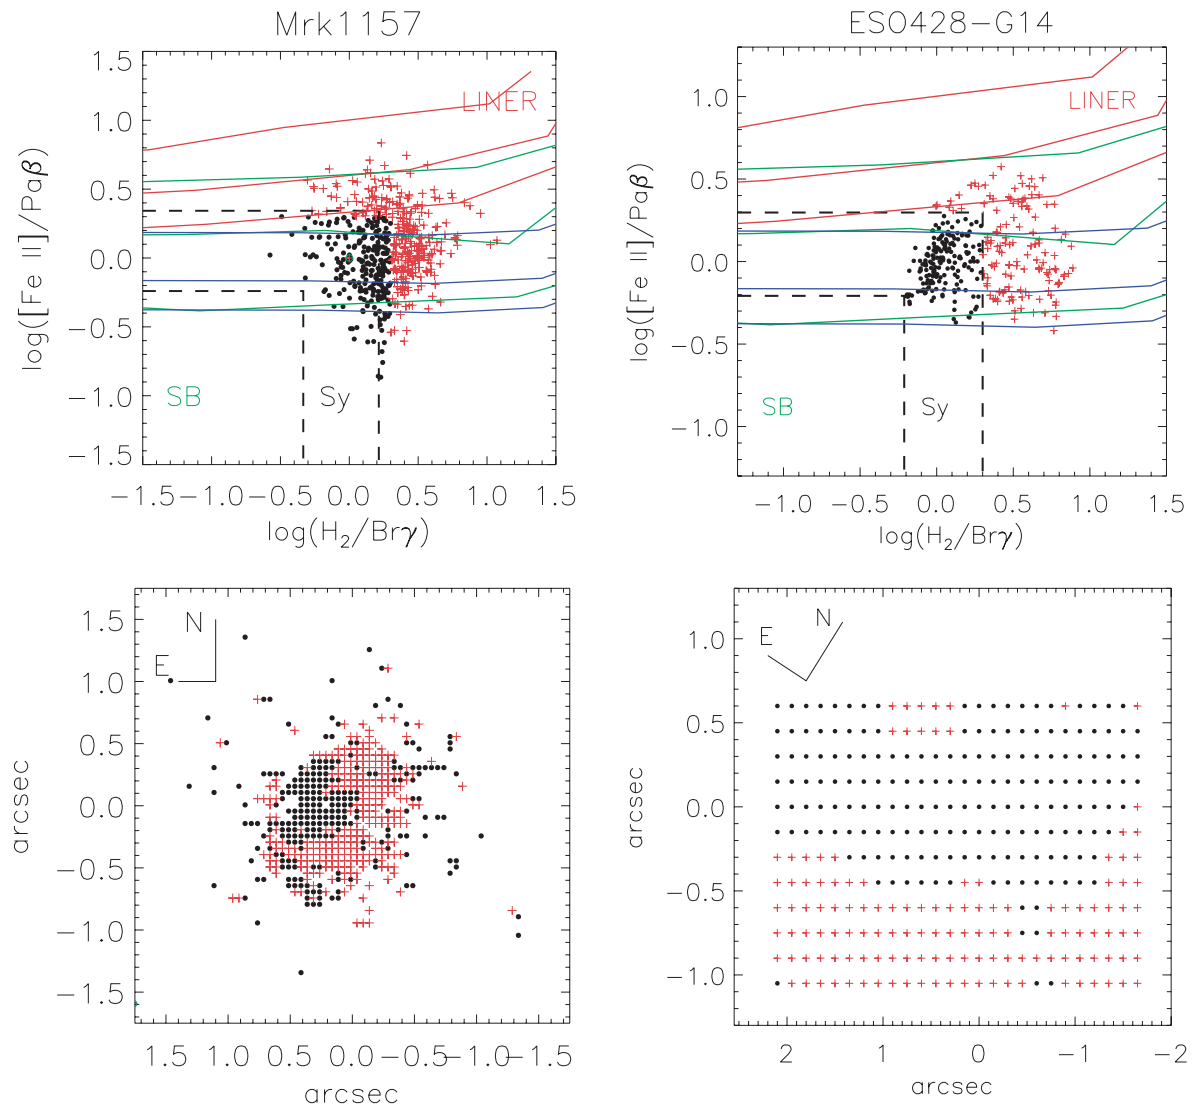 Mrk1157
ESO428−G14
1.5
1.0
0.5
0.0
−0.5
−1.0
−1.5
log([Fe II]/Paβ)
LINER
SB
Sy
−1.5 −1.0 −0.5 0.0 0.5 1.0 1.5
log(H₂/Brγ)
1.0
0.5
0.0
−0.5
−1.0
log([Fe II]/Paβ)
LINER
SB
Sy
−1.0 −0.5 0.0 0.5 1.0 1.5
log(H₂/Brγ)
1.5
1.0
0.5
0.0
−0.5
−1.0
−1.5
arcsec
N
E
1.5 1.0 0.5 0.0 −0.5 −1.0 −1.5
arcsec
1.0
0.5
0.0
−0.5
−1.0
arcsec
N
E
2 1 0 −1 −2
arcsec